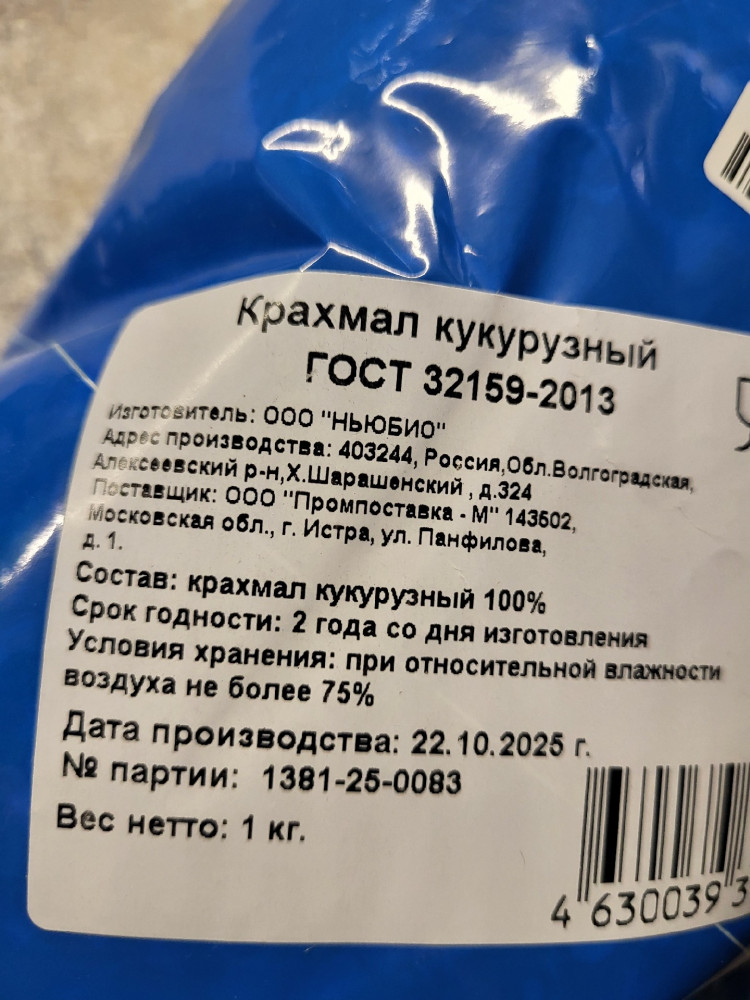 Крахмал кукурузный
ГОСТ 32159-2013
Изготовитель: ООО "НЬЮБИО"
Адрес производства: 403244, Россия,Обл.Волгоградская,
Алексеевский р-н,Х.Шарашенский , д.324
Поставщик: ООО "Промпоставка - М" 143502,
Московская обл., г. Истра, ул. Панфилова,
д. 1.
Состав: крахмал кукурузный 100%
Срок годности: 2 года со дня изготовления
Условия хранения: при относительной влажности
воздуха не более 75%
Дата производства: 22.10.2025 г.
№ партии: 1381-25-0083
Вес нетто: 1 кг.
4 630039 3